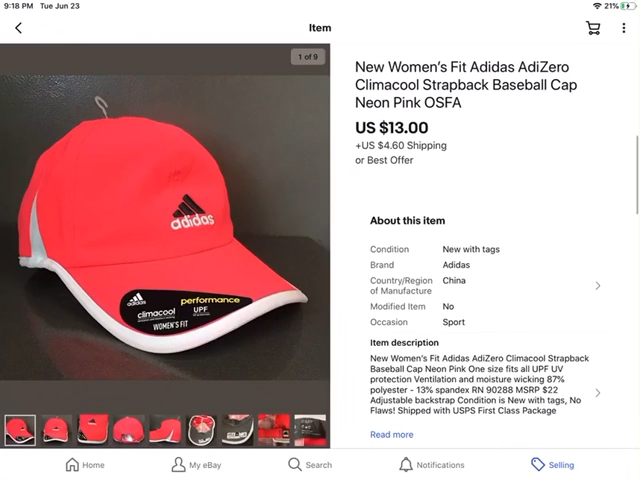 9:18 PM Tue Jun 23
21%
Item
1 of 9
New Women's Fit Adidas AdiZero
Climacool Strapback Baseball Cap
Neon Pink OSFA
US $13.00
+US $4.60 Shipping
or Best Offer
adidas
adidas
performance
climacool
UPF
WOMEN'S FIT
About this item
Condition New with tags
Brand Adidas
Country/Region
of Manufacture China
Modified Item No
Occasion Sport
Item description
New Women's Fit Adidas AdiZero Climacool Strapback
Baseball Cap Neon Pink One size fits all UPF UV
protection Ventilation and moisture wicking 87%
polyester - 13% spandex RN 90288 MSRP $22
Adjustable backstrap Condition is New with tags, No
Flaws! Shipped with USPS First Class Package
Read more
Home
My eBay
Search
Notifications
Selling